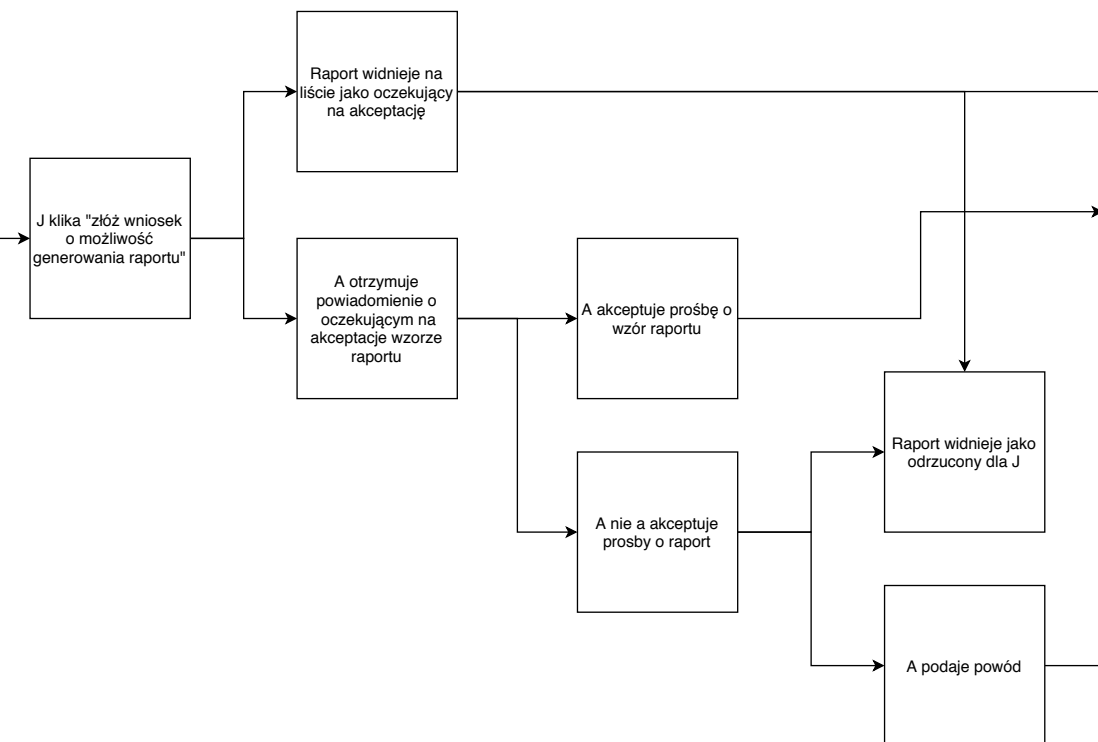 Raport widnieje na
liście jako oczekujący
na akceptację
J klika "złóż wniosek
o możliwość
generowania raportu"
A otrzymuje
powiadomienie o
oczekującym na
akceptacje wzorze
raportu
A akceptuje prośbę o
wzór raportu
Raport widnieje jako
odrzucony dla J
A nie a akceptuje
prosby o raport
A podaje powód